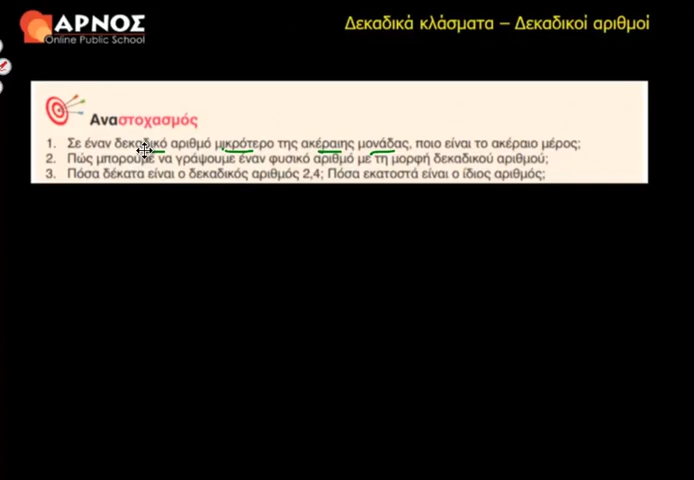 ΑΡΝΟΣ
Online Public School
Δεκαδικά κλάσματα – Δεκαδικοί αριθμοί
Αναστοχασμός
1. Σε έναν δεκαδικό αριθμό μικρότερο της ακέραιης μονάδας, ποιο είναι το ακέραιο μέρος;
2. Πώς μπορούμε να γράψουμε έναν φυσικό αριθμό με τη μορφή δεκαδικού αριθμού;
3. Πόσα δέκατα είναι ο δεκαδικός αριθμός 2,4; Πόσα εκατοστά είναι ο ίδιος αριθμός;